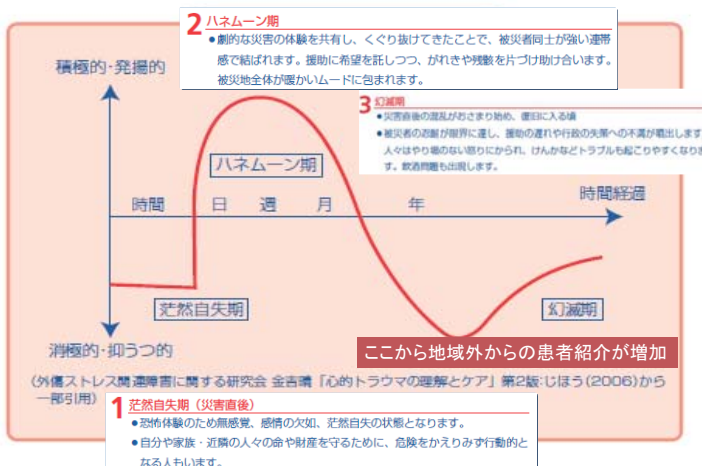 2 ハネムーン期
●劇的な災害の体験を共有し、くぐり抜けてきたことで、被災者同士が強い連帯
感で結ばれます。援助に希望を託しつつ、がれきや残骸を片づけ助け合います。
被災地全体が暖かいムードに包まれます。
積極的・発揚的
3 幻滅期
●災害直後の混乱がおさまり始め、復旧に入る頃
●被災者の忍耐が限界に達し、援助の遅れや行政の失策への不満が噴出します
人々はやり場のない怒りにかられ、けんかなどトラブルも起こりやすくなりま
す。飲酒問題も出現します。
ハネムーン期
時間 日 週 月 年
時間経過
茫然自失期
幻滅期
消極的・抑うつ的
ここから地域外からの患者紹介が増加
(外傷ストレス関連障害に関する研究会 金吉晴「心的トラウマの理解とケア」第2版:じほう(2006)から
一部引用)
1 茫然自失期(災害直後)
●恐怖体験のため無感覚、感情の欠如、茫然自失の状態となります。
●自分や家族・近隣の人々の命や財産を守るために、危険をかえりみず行動的と
なる人もいます。